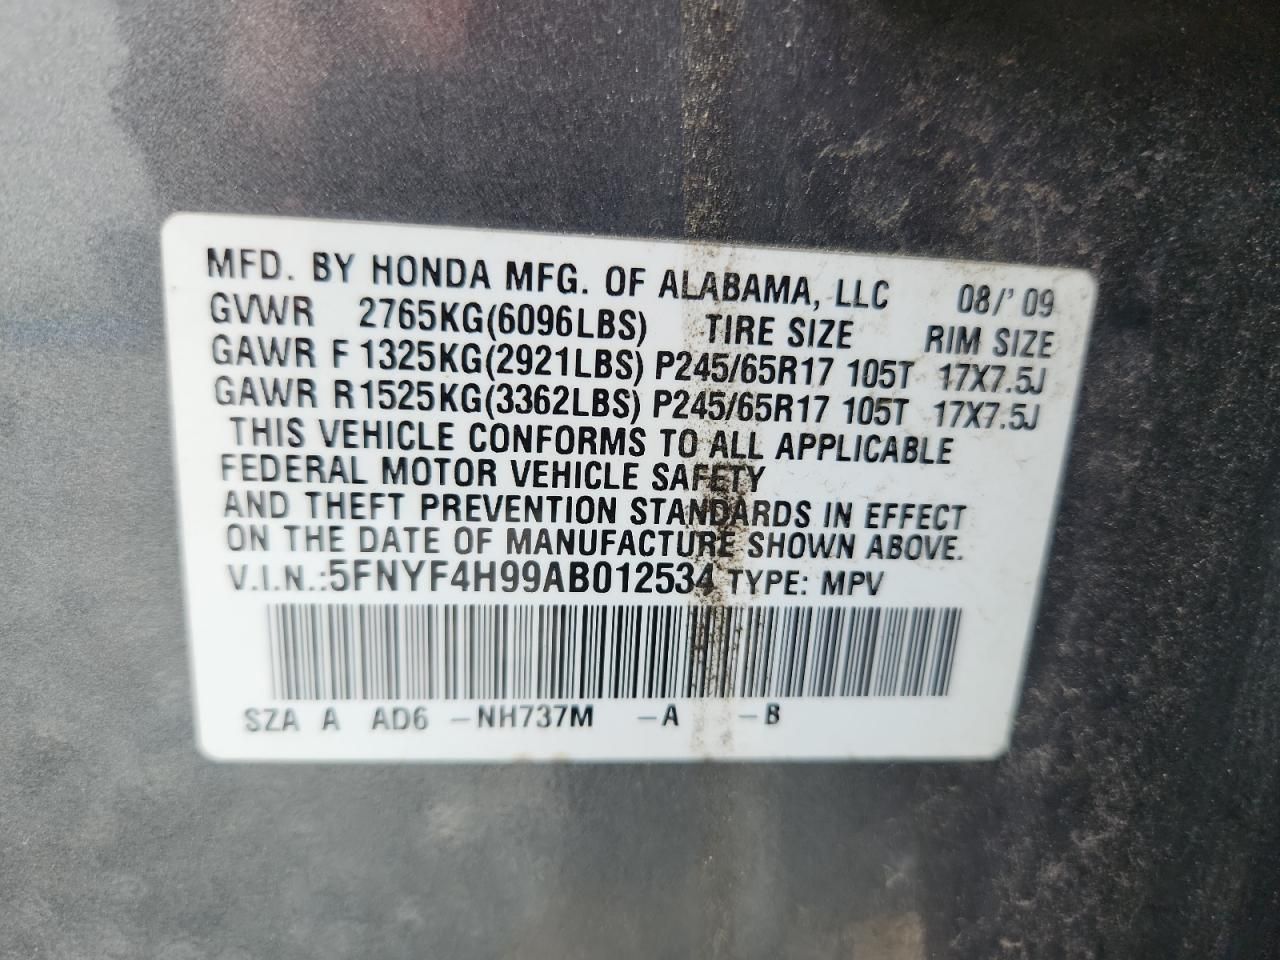 MFD. BY HONDA MFG. OF ALABAMA, LLC 08/'09
GVWR 2765KG(6096LBS) TIRE SIZE RIM SIZE
GAWR F 1325KG(2921LBS) P245/65R17 105T 17X7.5J
GAWR R1525KG(3362LBS) P245/65R17 105T 17X7.5J
THIS VEHICLE CONFORMS TO ALL APPLICABLE
FEDERAL MOTOR VEHICLE SAFETY
AND THEFT PREVENTION STANDARDS IN EFFECT
ON THE DATE OF MANUFACTURE SHOWN ABOVE.
V.I.N.:5FNYF4H99AB012534 TYPE: MPV
SZA A AD6 -NH737M -A -B